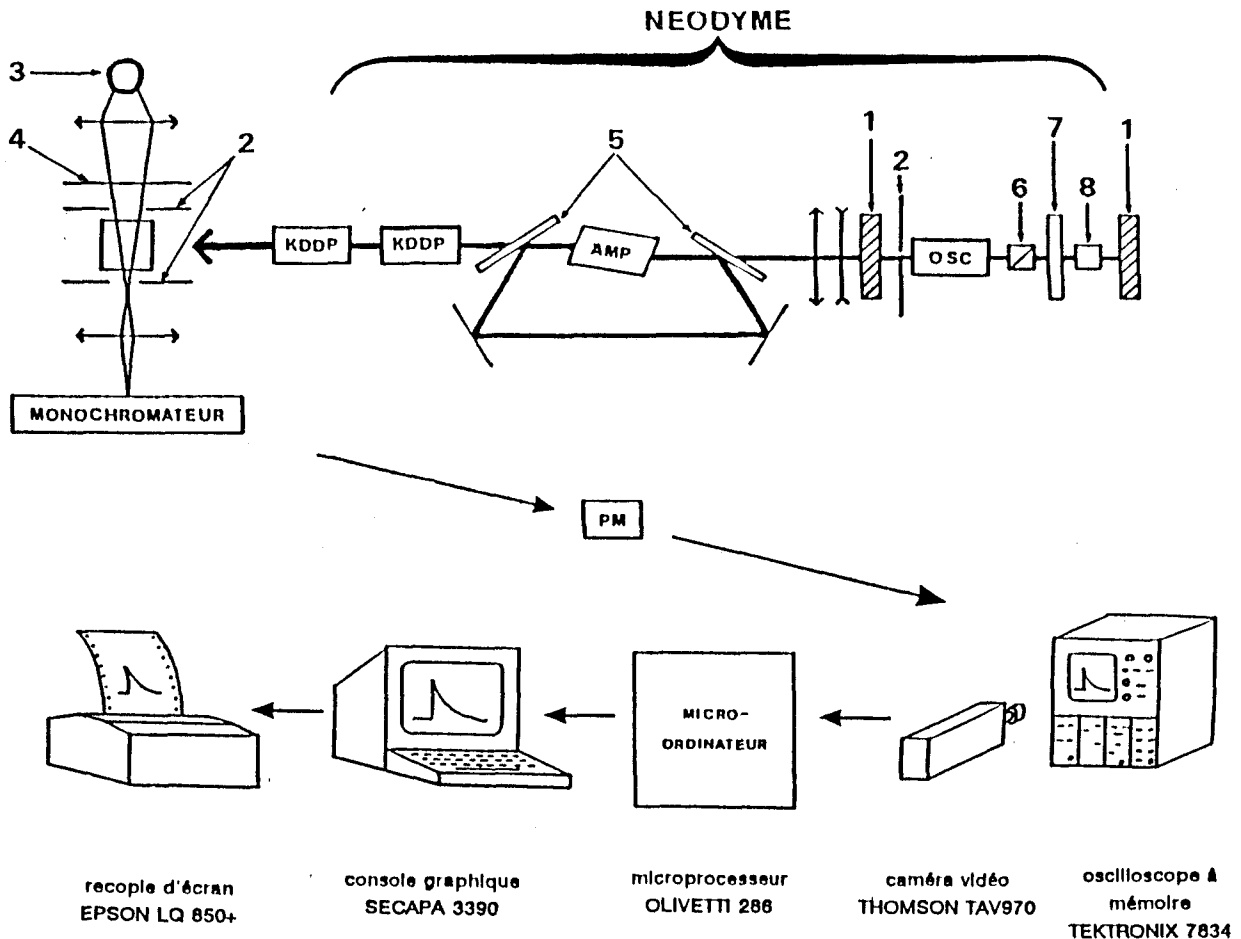 NEODYME
3
4
2
5
1
2
6
7
8
1
KDDP
KDDP
AMP
OSC
MONOCHROMATEUR
PM
MICRO-
ORDINATEUR
recopie d'écran
EPSON LQ 850+
console graphique
SECAPA 3390
microprocesseur
OLIVETTI 286
caméra vidéo
THOMSON TAV970
oscilloscope à
mémoire
TEKTRONIX 7834